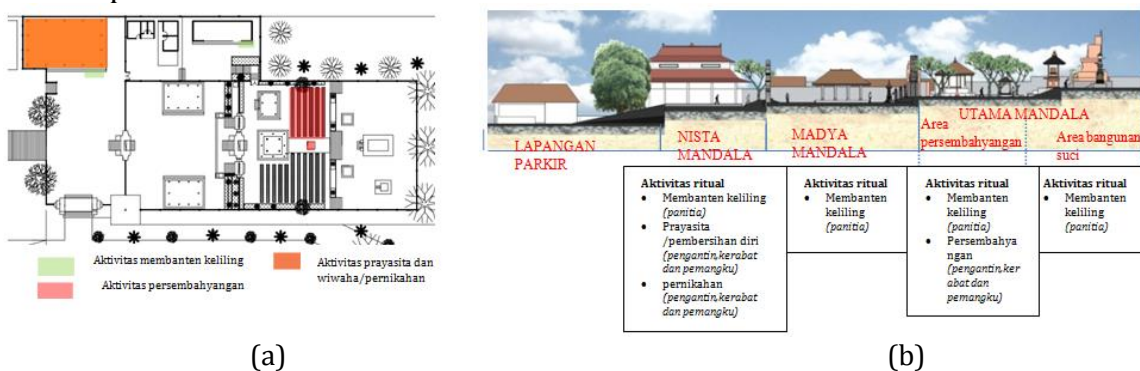 Aktivitas membanten keliling
Aktivitas persembahyangan
Aktivitas prayasita dan
wiwaha/pernikahan
(a)
LAPANGAN
PARKIR
NISTA
MANDALA
MADYA
MANDALA
UTAMA MANDALA
Area
persembahyangan
Area bangunan
suci
Aktivitas ritual
• Membanten keliling
(panitia)
• Prayasita
/pembersihan diri
(pengantin,kerabat
dan pemangku)
• pernikahan
(pengantin,kerabat
dan pemangku)
Aktivitas ritual
• Membanten
keliling
(panitia)
Aktivitas ritual
• Membanten
keliling
(panitia)
• Persembahya
ngan
(pengantin,ker
abat dan
pemangku)
Aktivitas ritual
• Membanten
keliling
(panitia)
(b)